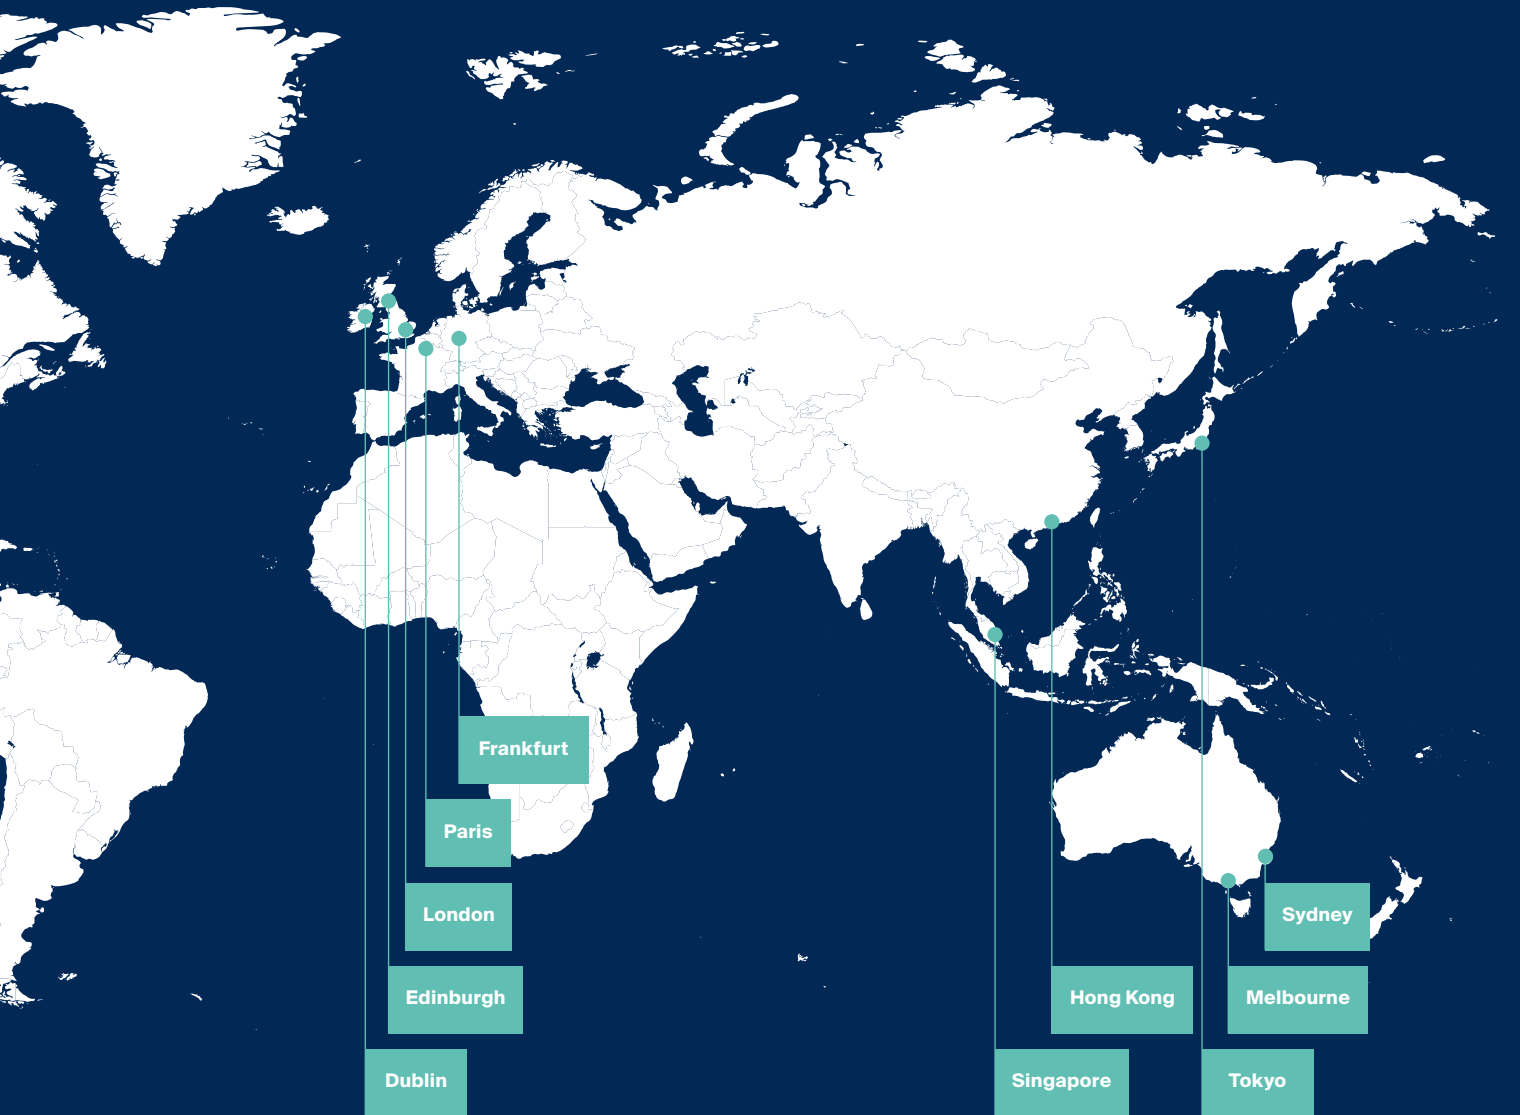 Frankfurt
Paris
London
Sydney
Edinburgh
Hong Kong
Melbourne
Dublin
Singapore
Tokyo